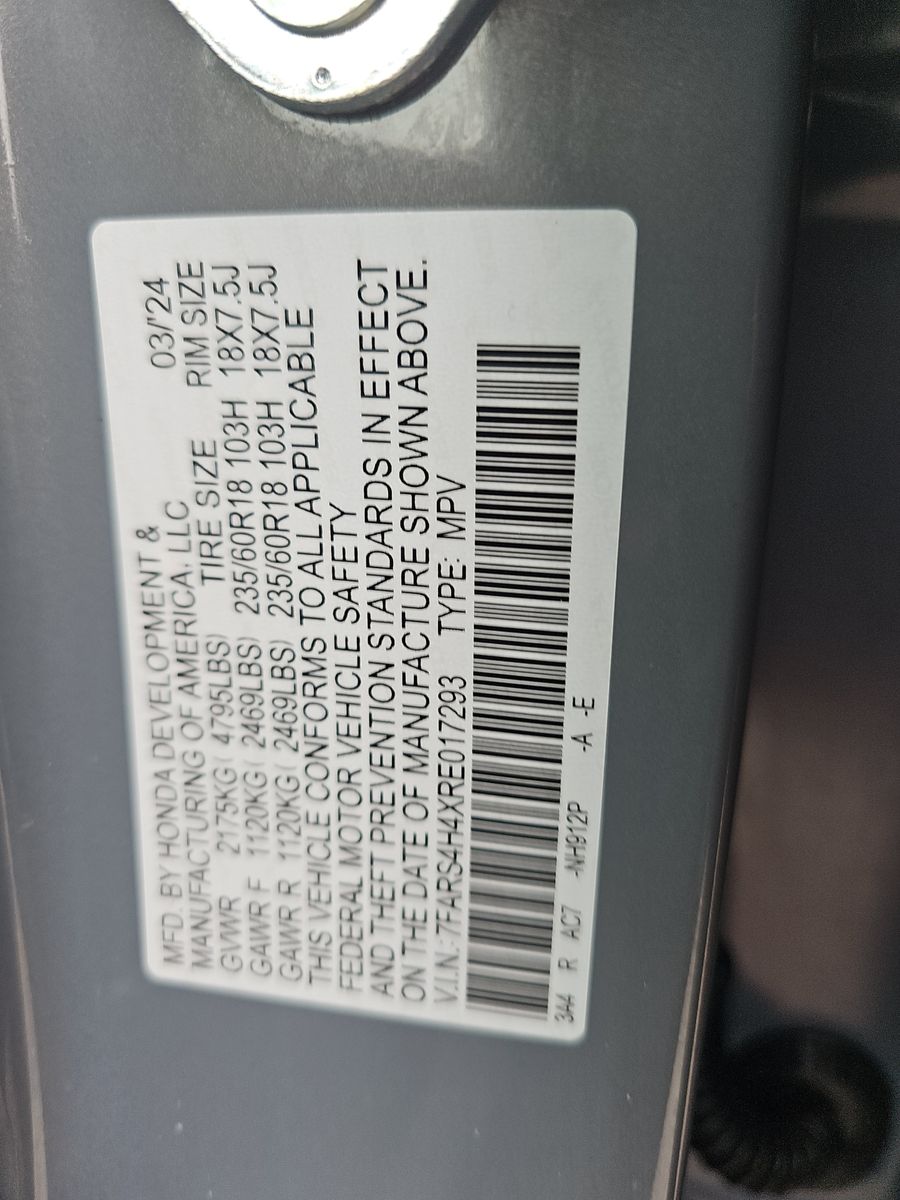 MFD. BY HONDA DEVELOPMENT &
MANUFACTURING OF AMERICA, LLC 03/'24
TIRE SIZE RIM SIZE
GVWR 2175KG( 4795LBS)
GAWR F 1120KG( 2469LBS) 235/60R18 103H 18X7.5J
GAWR R 1120KG( 2469LBS) 235/60R18 103H 18X7.5J
THIS VEHICLE CONFORMS TO ALL APPLICABLE
FEDERAL MOTOR VEHICLE SAFETY
AND THEFT PREVENTION STANDARDS IN EFFECT
ON THE DATE OF MANUFACTURE SHOWN ABOVE.
V.I.N.: 7FARS4H4XRE017293 TYPE: MPV
3A4 R AC7 -NH912P -A -E